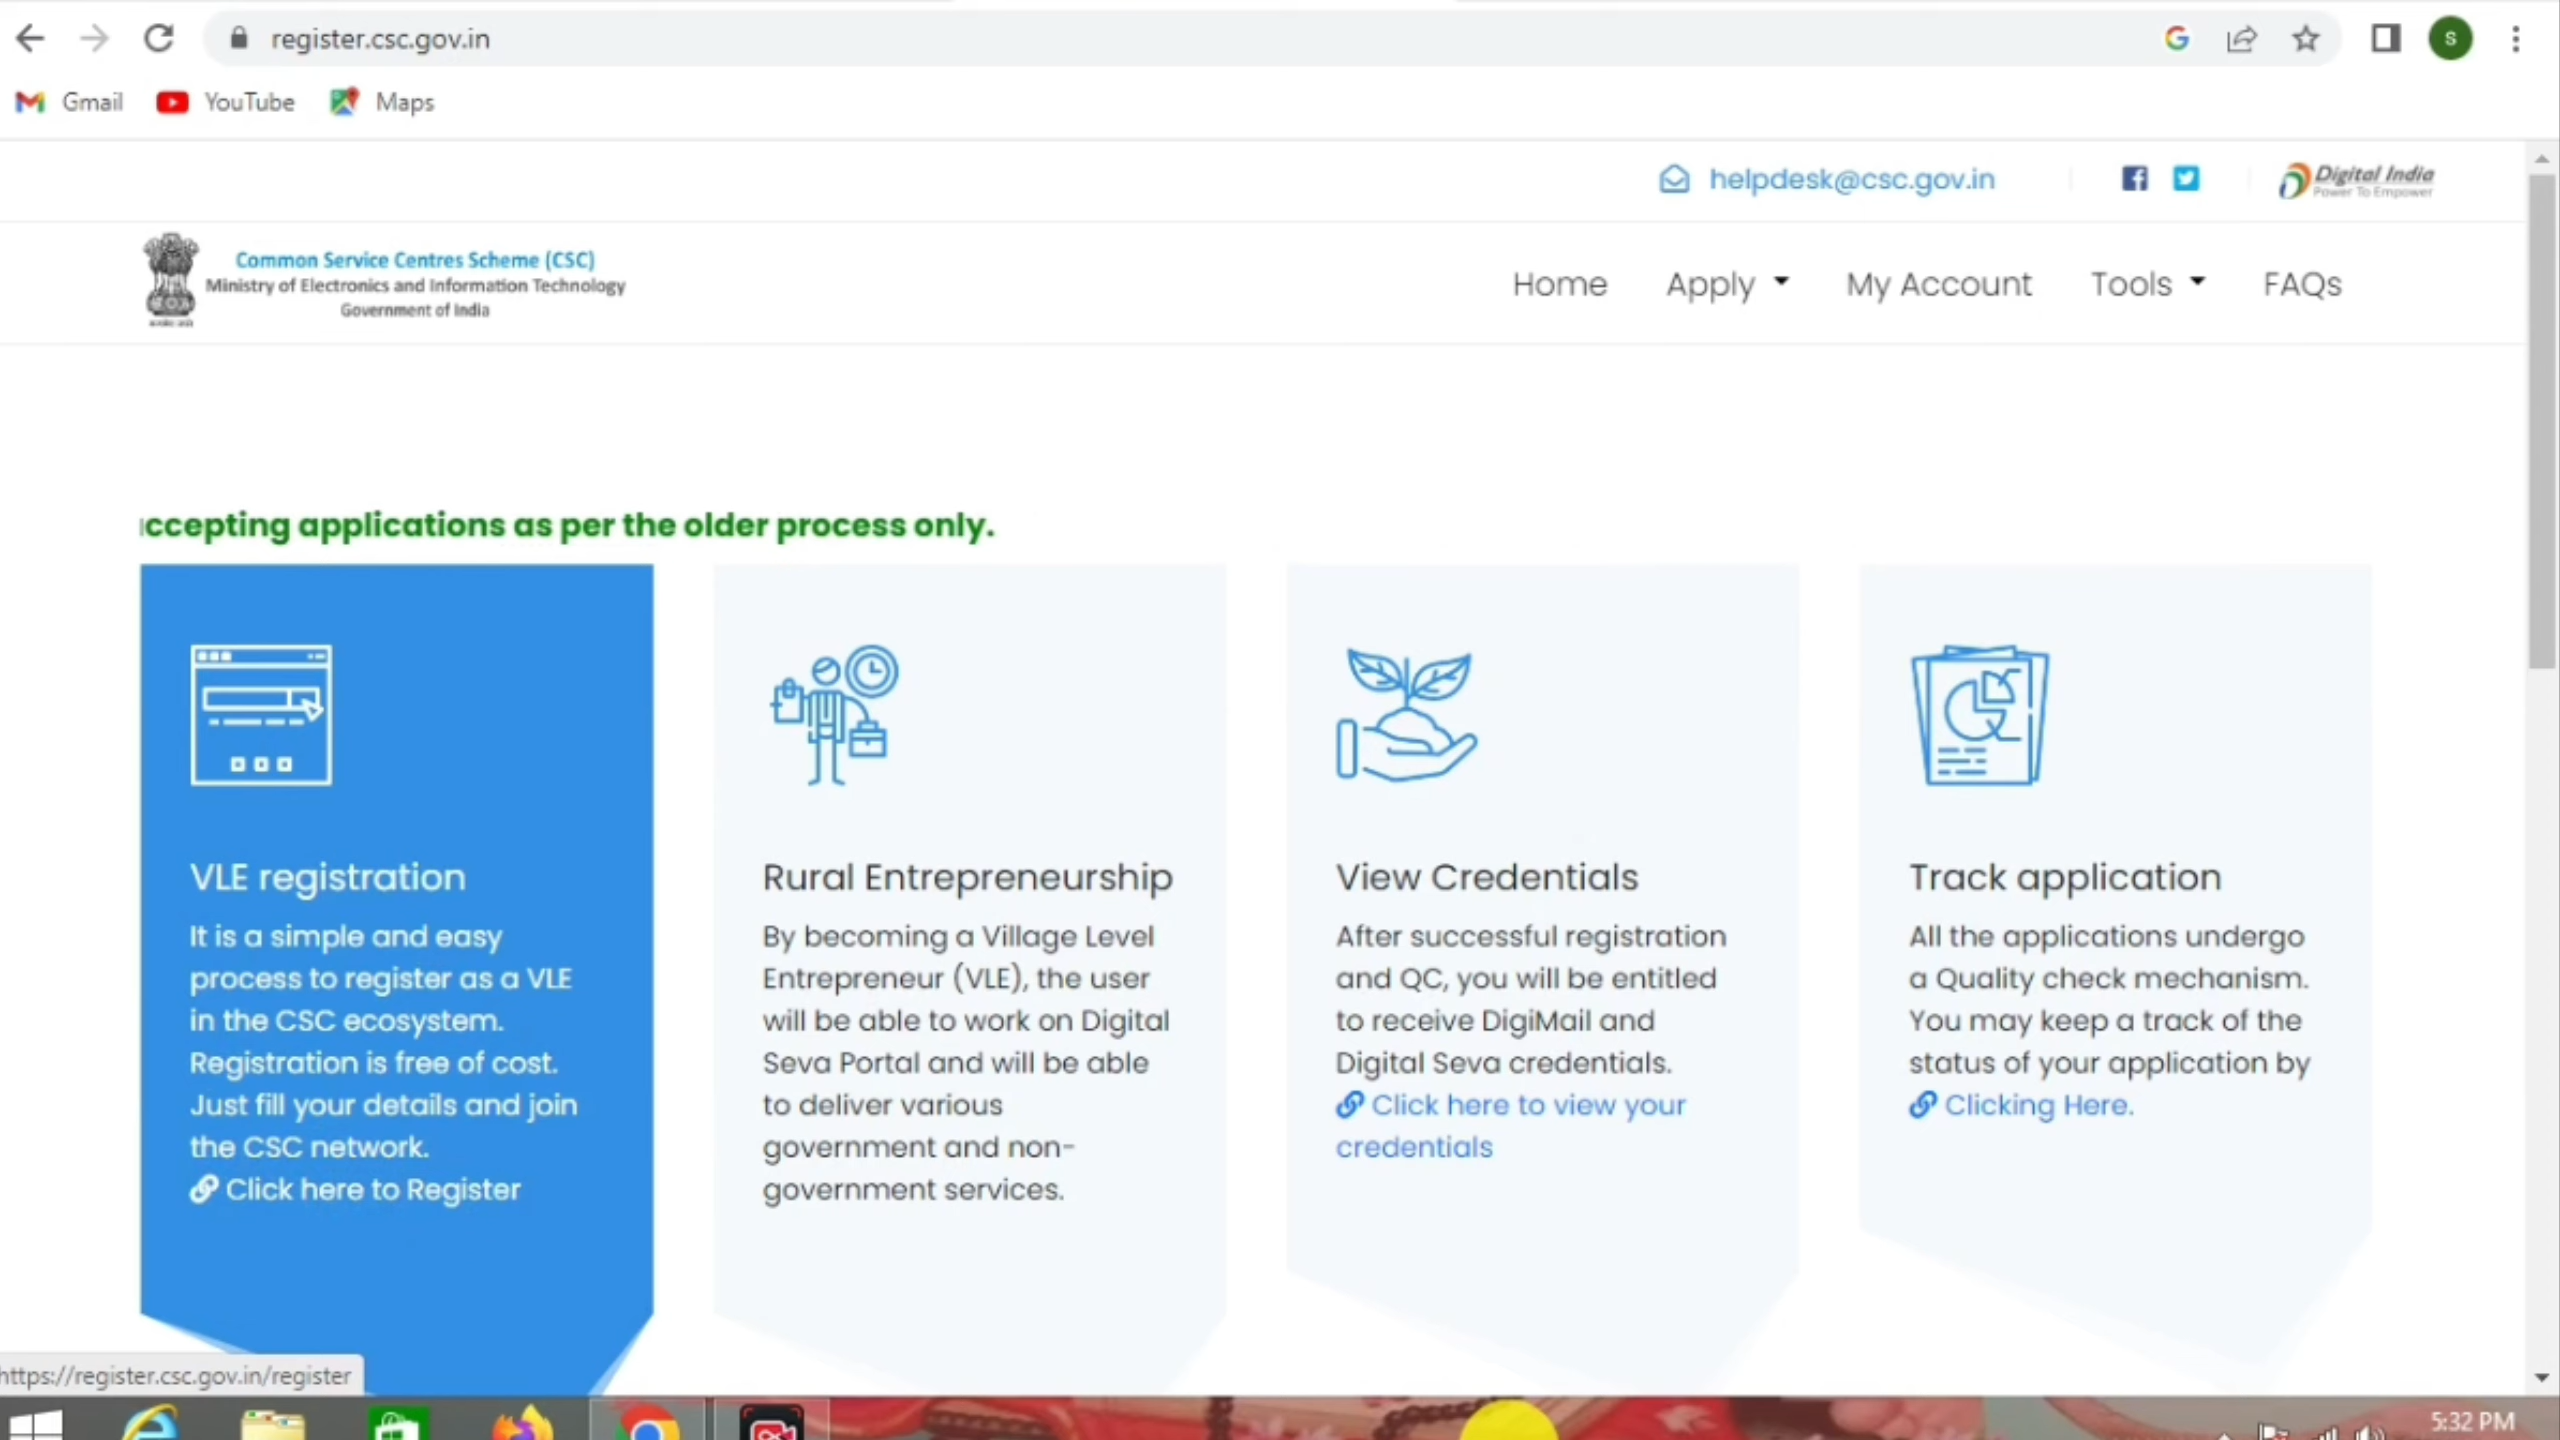 register.csc.gov.in
S
Gmail YouTube Maps
helpdesk@csc.gov.in
Digital India
Power To Empower
Common Service Centres Scheme (CSC)
Ministry of Electronics and Information Technology
Government of India
Home Apply My Account Tools FAQs
ccepting applications as per the older process only.
VLE registration
It is a simple and easy
process to register as a VLE
in the CSC ecosystem.
Registration is free of cost.
Just fill your details and join
the CSC network.
Click here to Register
Rural Entrepreneurship
By becoming a Village Level
Entrepreneur (VLE), the user
will be able to work on Digital
Seva Portal and will be able
to deliver various
government and non-
government services.
View Credentials
After successful registration
and QC, you will be entitled
to receive DigiMail and
Digital Seva credentials.
Click here to view your
credentials
Track application
All the applications undergo
a Quality check mechanism.
You may keep a track of the
status of your application by
Clicking Here.
https://register.csc.gov.in/register
5:32 PM